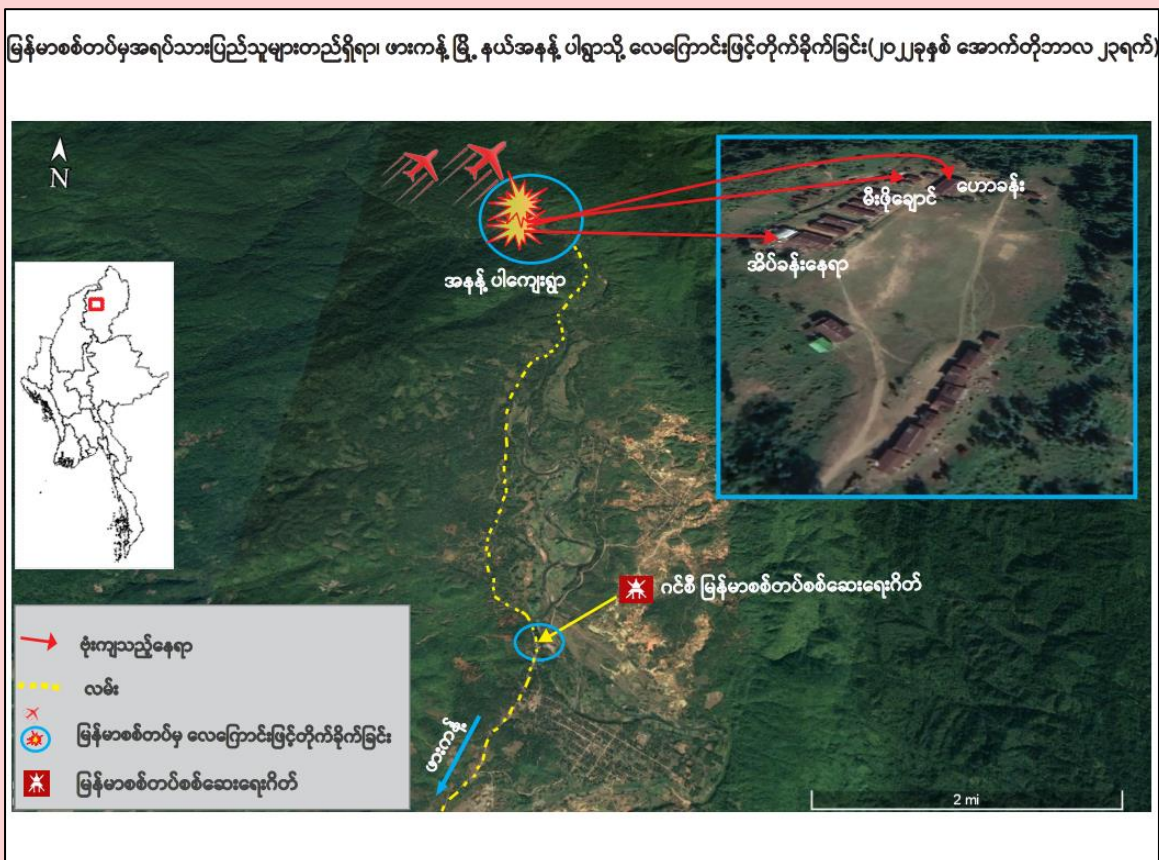 မြန်မာစစ်တပ်မှအရပ်သားပြည်သူများတည်ရှိရာ၊ ဖားကန့် မြို့ နယ်အနန့် ပါရွာသို့ လေကြောင်းဖြင့်တိုက်ခိုက်ခြင်း(၂၀၂၂ခုနှစ် အောက်တိုဘာလ ၂၃ရက်)
N
ဟောခန်း
မီးဖိုချောင်
အိပ်ခန်းနေရာ
အနန့် ပါကျေးရွာ
ဂင်စီ မြန်မာစစ်တပ်စစ်ဆေးရေးဂိတ်
ဗုံးကျသည့်နေရာ
လမ်း
မြန်မာစစ်တပ်မှ လေကြောင်းဖြင့်တိုက်ခိုက်ခြင်း
မြန်မာစစ်တပ်စစ်ဆေးရေးဂိတ်
ဖားကန့်
2 mi